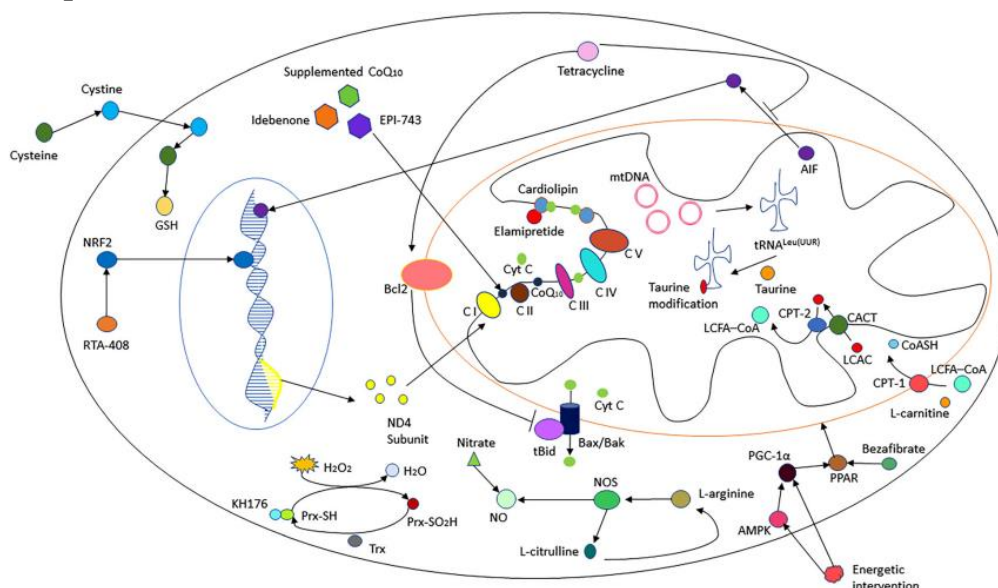 Supplemented CoQ10
Idebenone
EPI-743
Cystine
Cysteine
GSH
NRF2
RTA-408
Tetracycline
AIF
mtDNA
Cardiolipin
Elamipretide
tRNALeu(UUR)
Taurine
modification
Taurine
Cyt C
C V
C IV
C III
CoQ10
C II
C I
Bcl2
LCFA–CoA
CPT-2
CACT
LCAC
CoASH
CPT-1
LCFA–CoA
L-carnitine
ND4
Subunit
Cyt C
tBid
Bax/Bak
H2O2
H2O
KH176
Prx-SH
Prx-SO2H
Trx
Nitrate
NO
NOS
L-arginine
L-citrulline
PGC-1α
PPAR
Bezafibrate
AMPK
Energetic
intervention